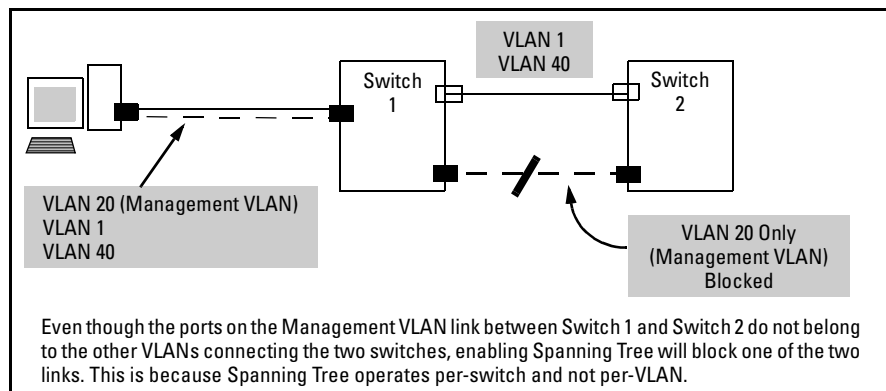 VLAN 1
VLAN 40
Switch
1
Switch
2
VLAN 20 (Management VLAN)
VLAN 1
VLAN 40
VLAN 20 Only
(Management VLAN)
Blocked
Even though the ports on the Management VLAN link between Switch 1 and Switch 2 do not belong
to the other VLANs connecting the two switches, enabling Spanning Tree will block one of the two
links. This is because Spanning Tree operates per-switch and not per-VLAN.